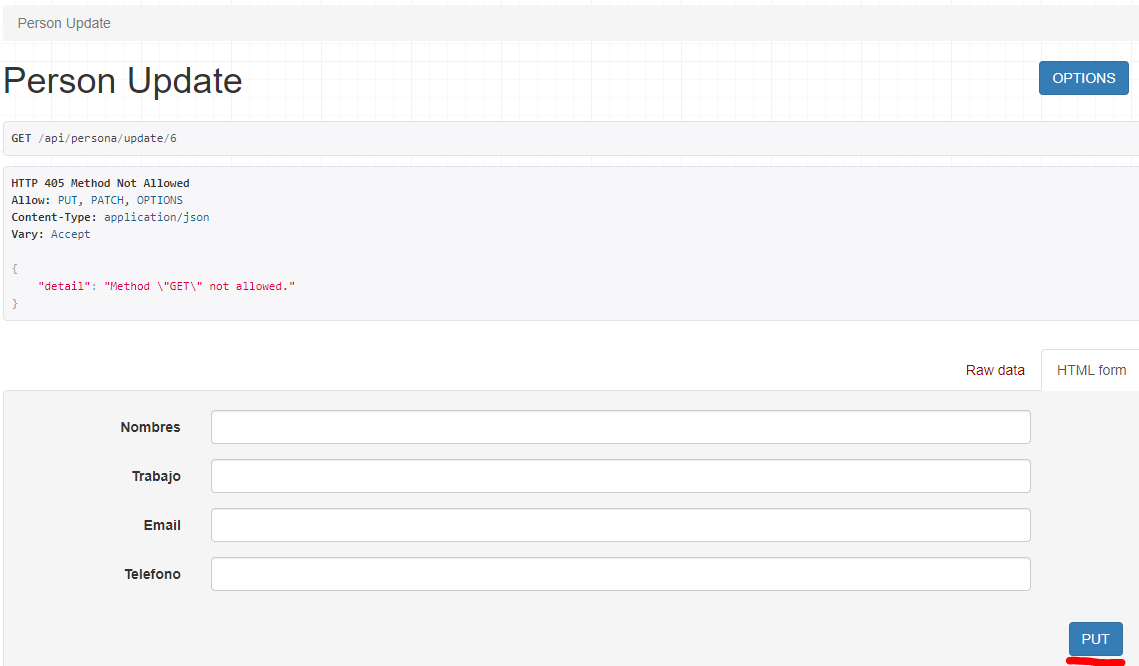 Person Update
Person Update
OPTIONS
GET /api/persona/update/6
HTTP 405 Method Not Allowed
Allow: PUT, PATCH, OPTIONS
Content-Type: application/json
Vary: Accept
{
    "detail": "Method \"GET\" not allowed."
}
Raw data
HTML form
Nombres
Trabajo
Email
Telefono
PUT